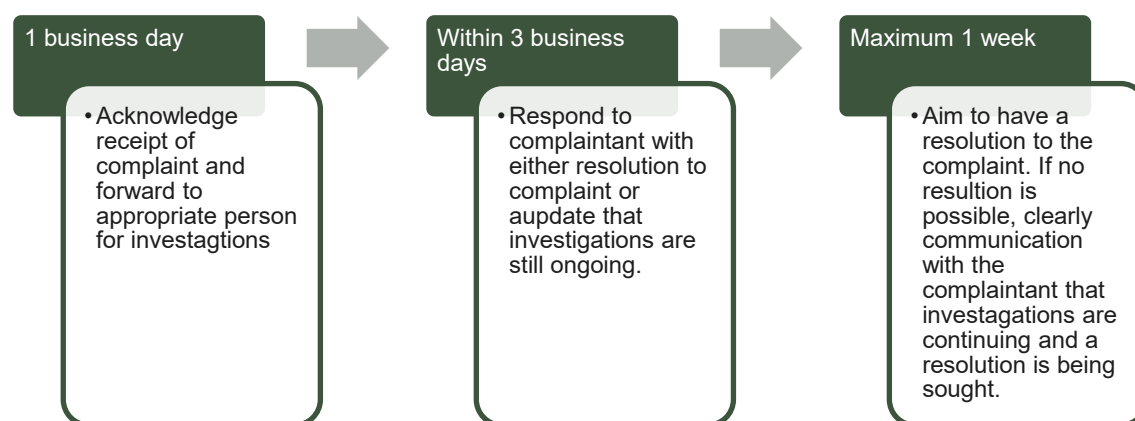 1 business day
• Acknowledge
receipt of
complaint and
forward to
appropriate person
for investagtions
Within 3 business
days
• Respond to
complaintant with
either resolution to
complaint or
aupdate that
investigations are
still ongoing.
Maximum 1 week
• Aim to have a
resolution to the
complaint. If no
resultion is
possible, clearly
communication
with the
complaintant that
investagations are
continuing and a
resolution is being
sought.